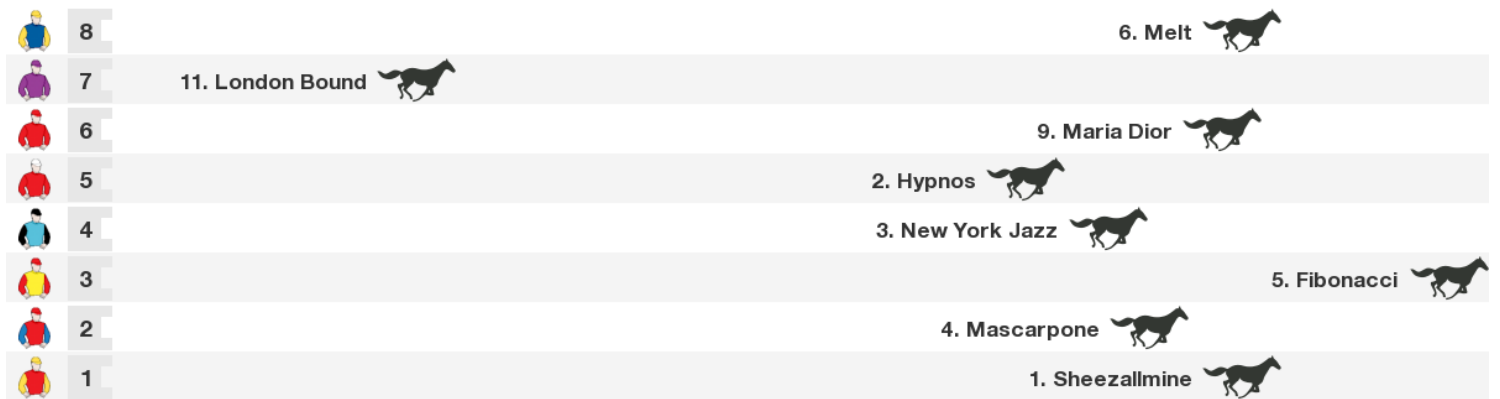 8 6. Melt
7 11. London Bound
6 9. Maria Dior
5 2. Hypnos
4 3. New York Jazz
3 5. Fibonacci
2 4. Mascarpone
1 1. Sheezallmine